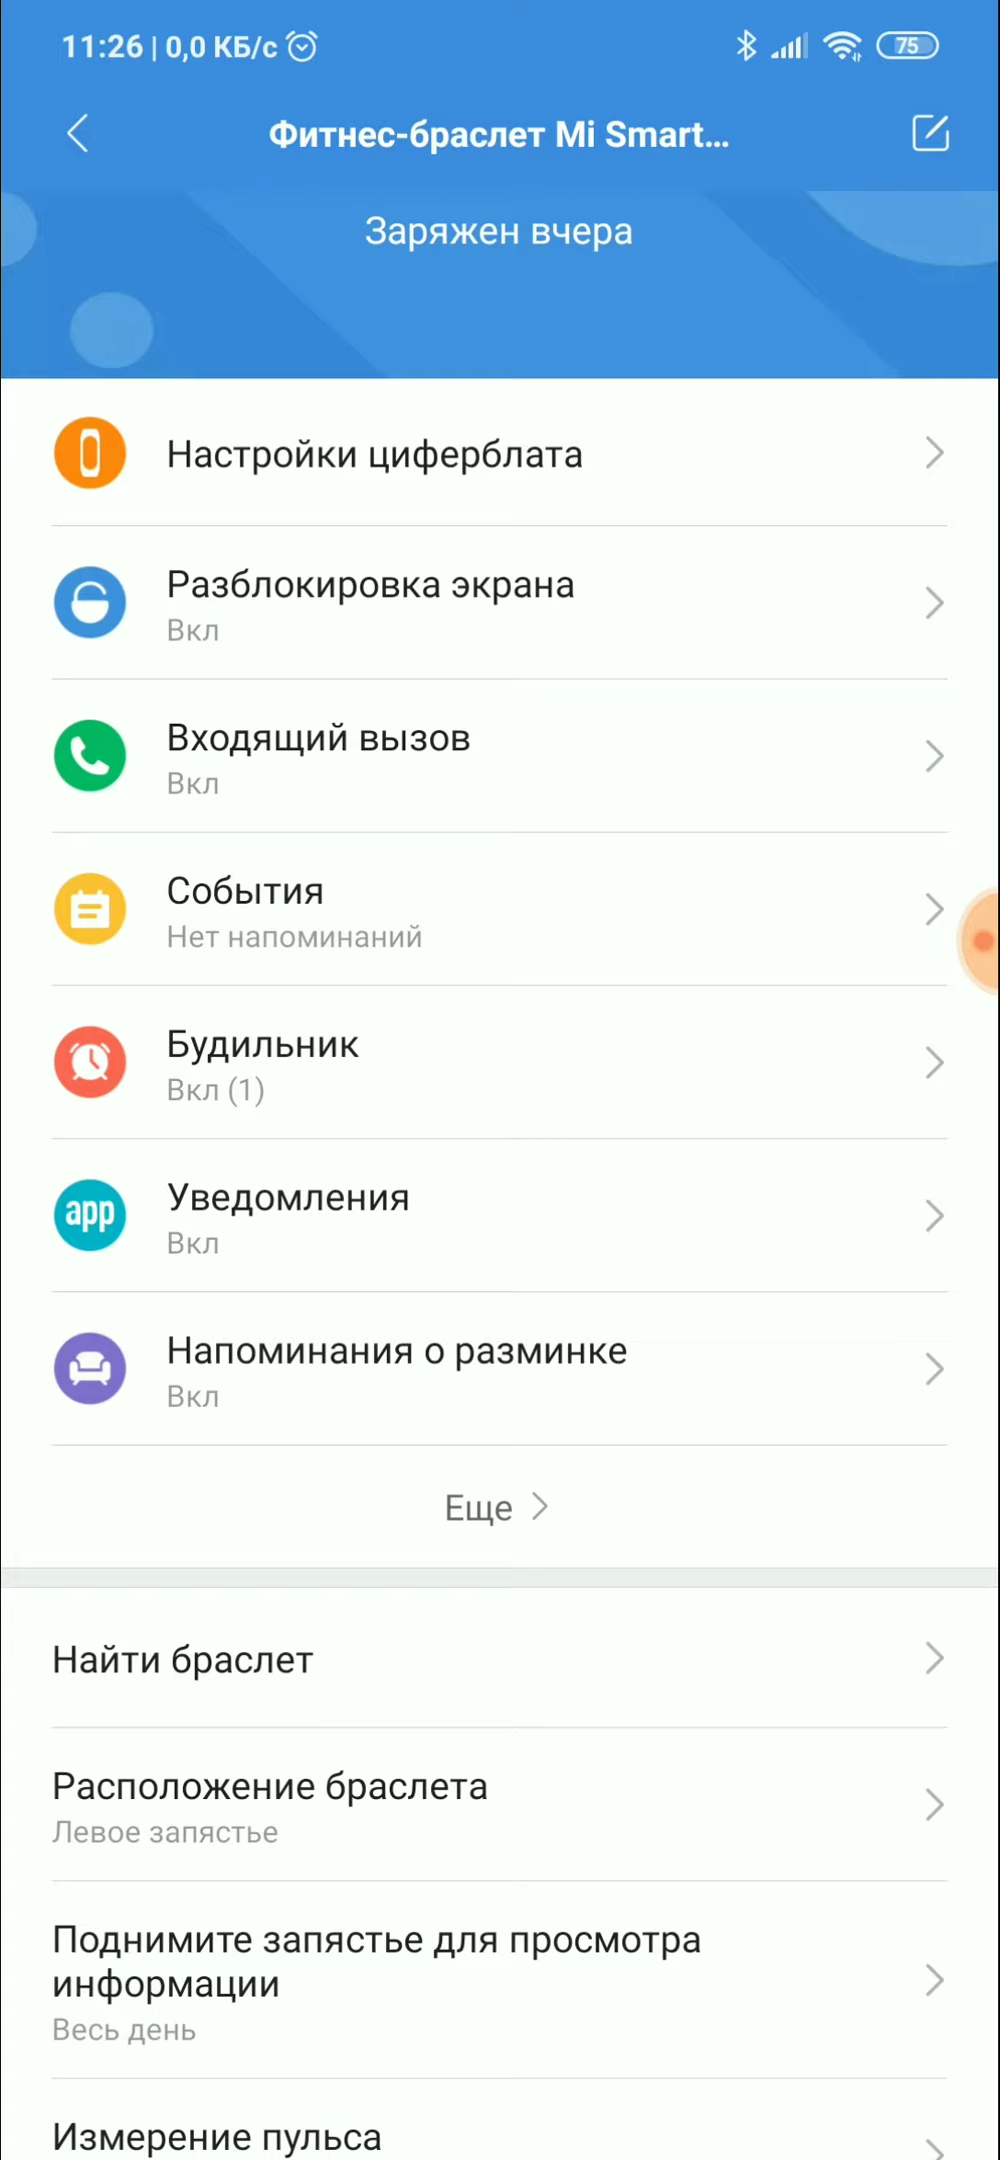 11:26 | 0,0 КБ/с
75
Фитнес-браслет Mi Smart...
Заряжен вчера
Настройки циферблата
Разблокировка экрана
Вкл
Входящий вызов
Вкл
События
Нет напоминаний
Будильник
Вкл (1)
app
Уведомления
Вкл
Напоминания о разминке
Вкл
Еще
Найти браслет
Расположение браслета
Левое запястье
Поднимите запястье для просмотра
информации
Весь день
Измерение пульса